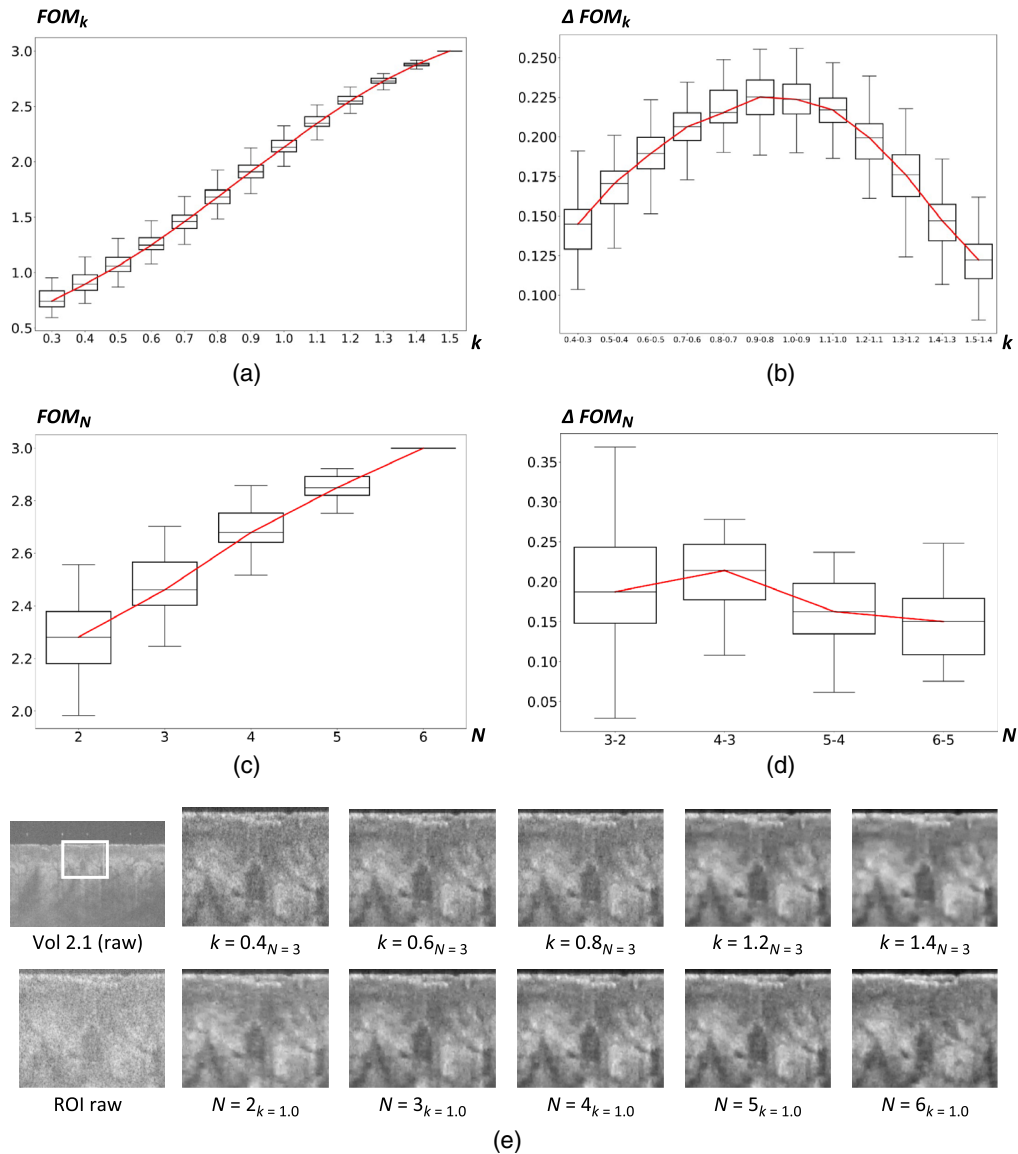 FOMk
3.0
2.5
2.0
1.5
1.0
0.5
0.3 0.4 0.5 0.6 0.7 0.8 0.9 1.0 1.1 1.2 1.3 1.4 1.5 k
(a)
Δ FOMk
0.250
0.225
0.200
0.175
0.150
0.125
0.100
0.4-0.3 0.5-0.4 0.6-0.5 0.7-0.6 0.8-0.7 0.9-0.8 1.0-0.9 1.1-1.0 1.2-1.1 1.3-1.2 1.4-1.3 1.5-1.4 k
(b)
FOMN
3.0
2.8
2.6
2.4
2.2
2.0
2 3 4 5 6 N
(c)
Δ FOMN
0.35
0.30
0.25
0.20
0.15
0.10
0.05
3-2 4-3 5-4 6-5 N
(d)
Vol 2.1 (raw) k = 0.4N = 3 k = 0.6N = 3 k = 0.8N = 3 k = 1.2N = 3 k = 1.4N = 3
ROI raw N = 2k = 1.0 N = 3k = 1.0 N = 4k = 1.0 N = 5k = 1.0 N = 6k = 1.0
(e)